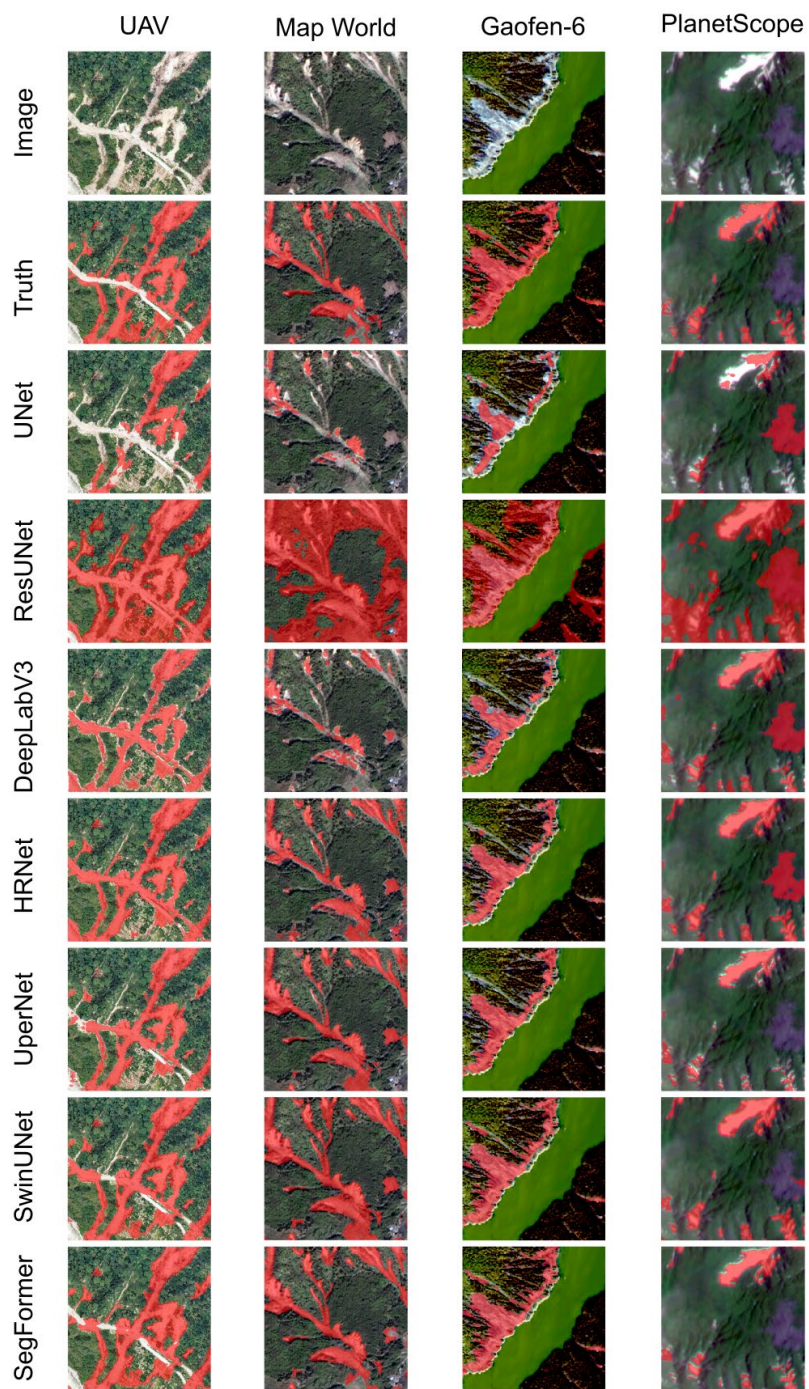 UAV Map World Gaofen-6 PlanetScope
Image
Truth
UNet
ResUNet
DeepLabV3
HRNet
UperNet
SwinUNet
SegFormer